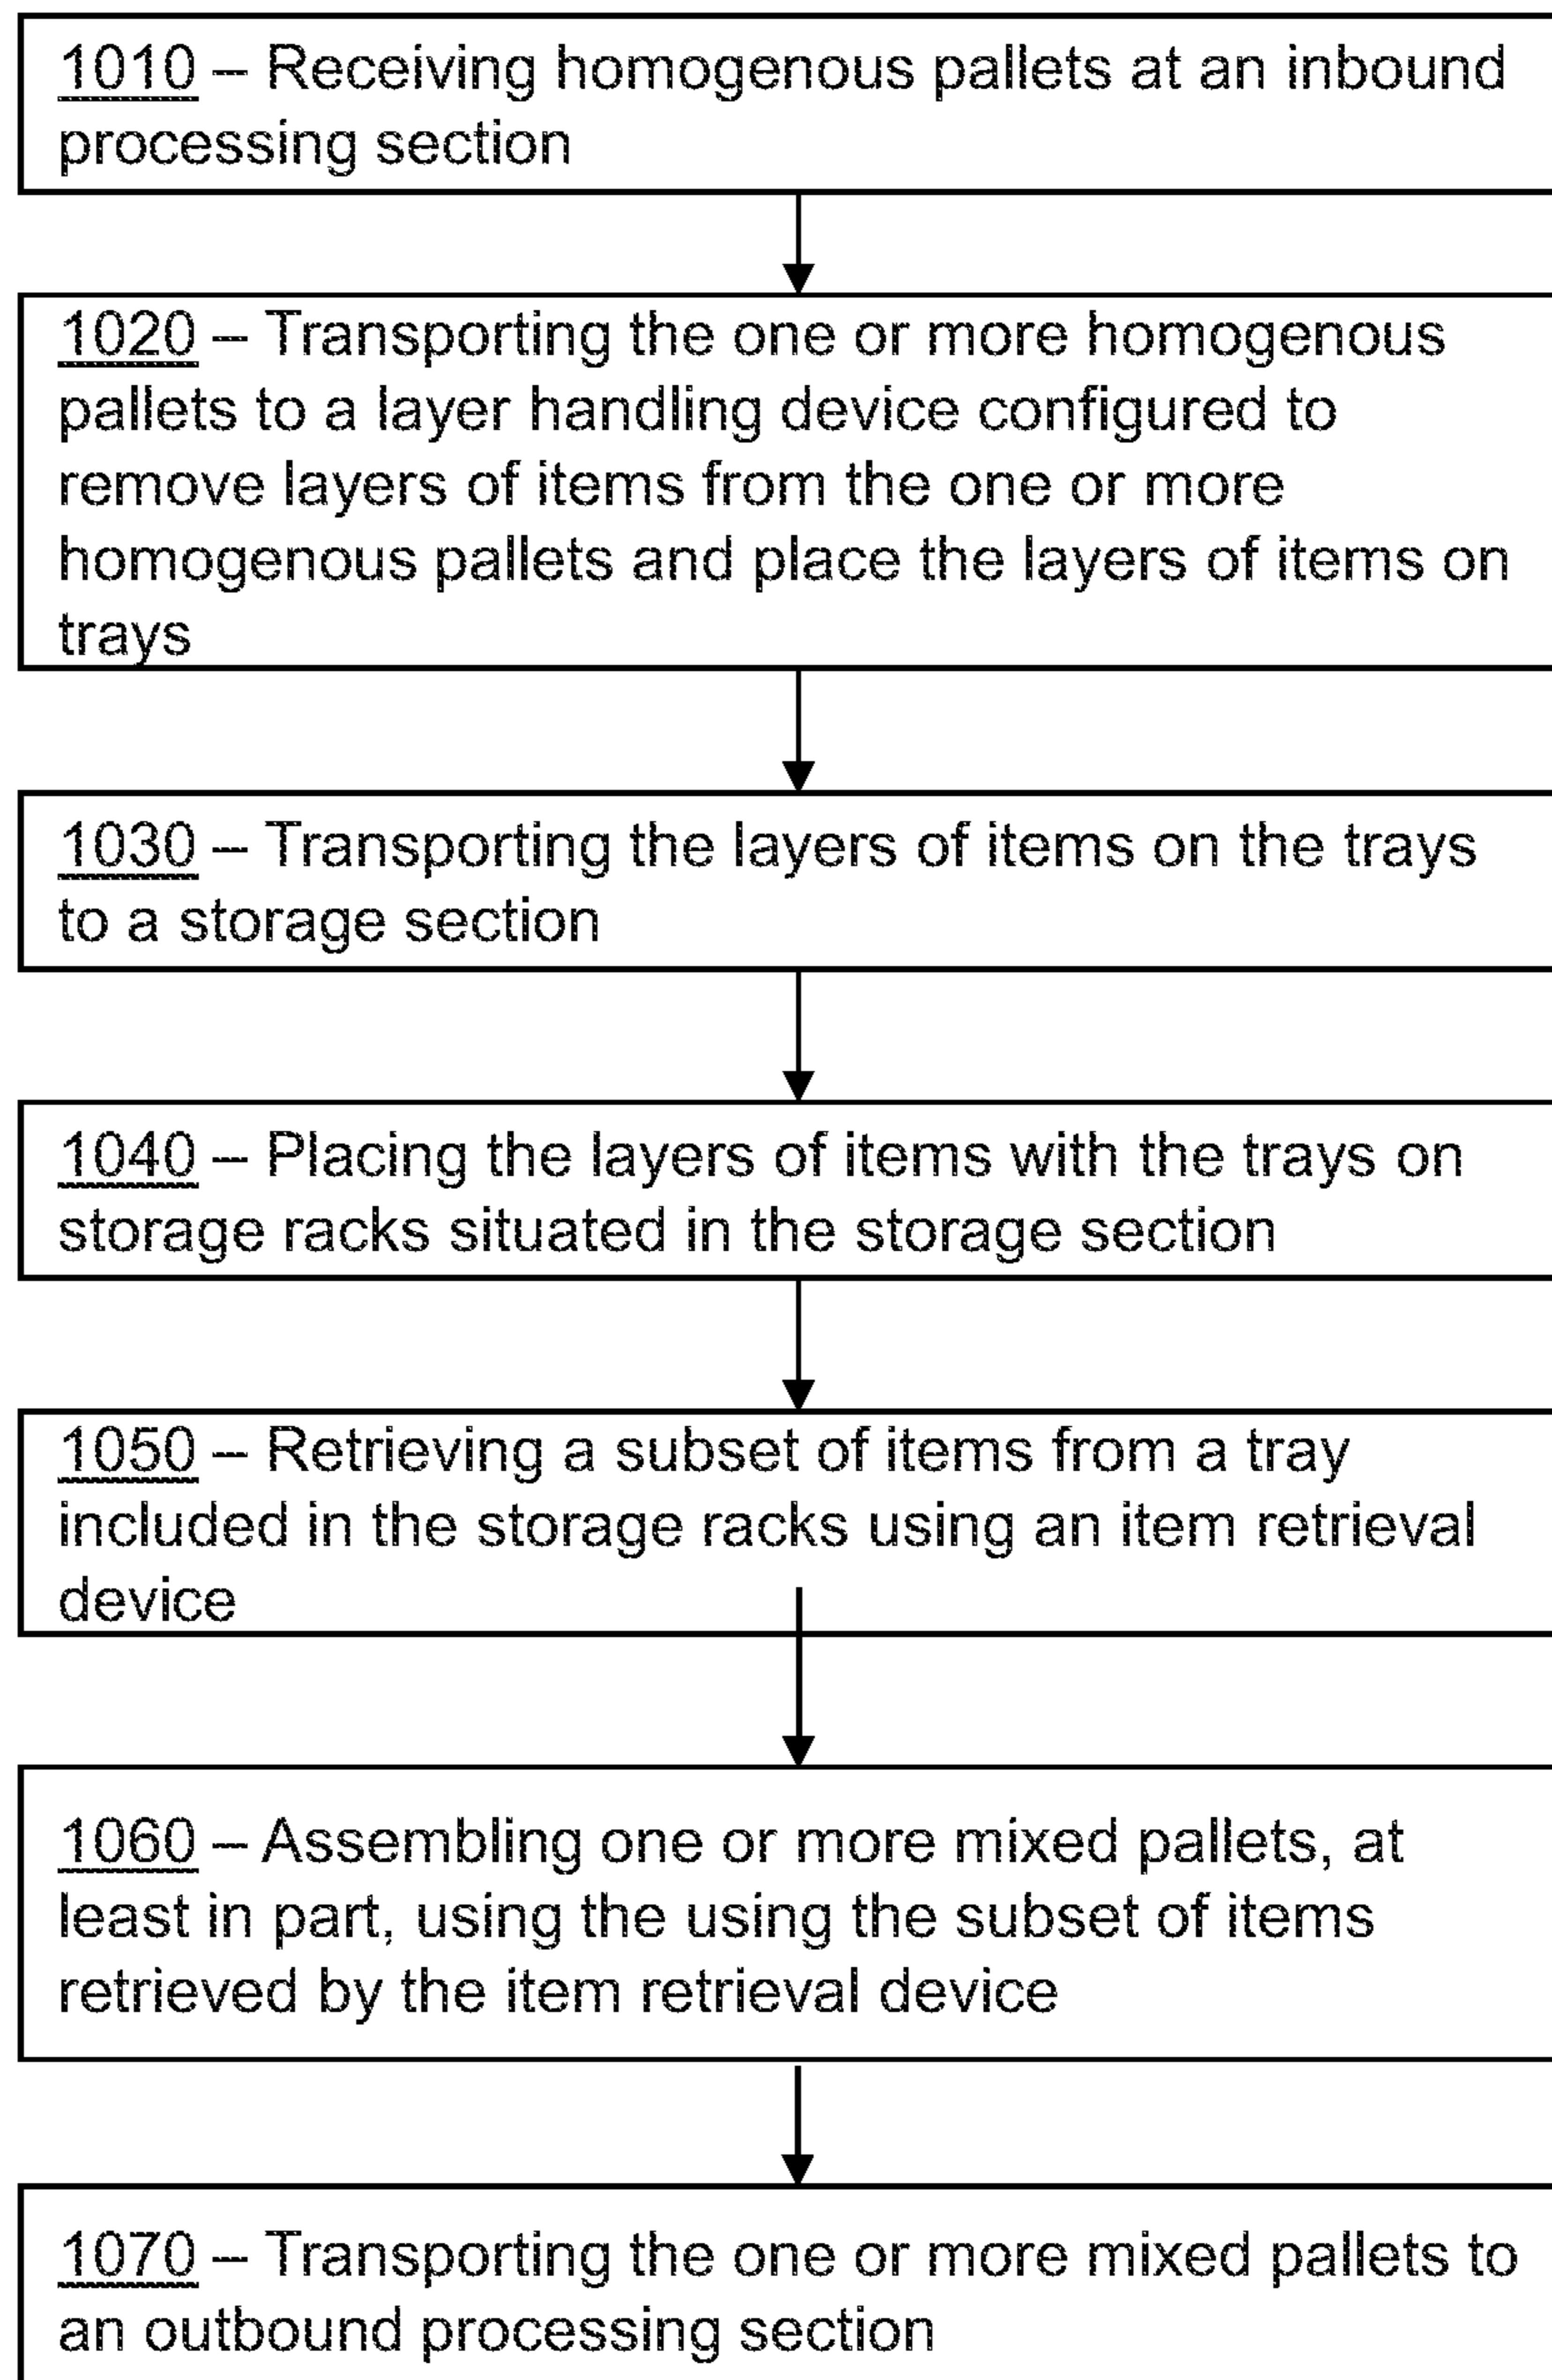 1010 – Receiving homogenous pallets at an inbound
processing section
1020 – Transporting the one or more homogenous
pallets to a layer handling device configured to
remove layers of items from the one or more
homogenous pallets and place the layers of items on
trays
1030 – Transporting the layers of items on the trays
to a storage section
1040 – Placing the layers of items with the trays on
storage racks situated in the storage section
1050 – Retrieving a subset of items from a tray
included in the storage racks using an item retrieval
device
1060 – Assembling one or more mixed pallets, at
least in part, using the using the subset of items
retrieved by the item retrieval device
1070 – Transporting the one or more mixed pallets to
an outbound processing section